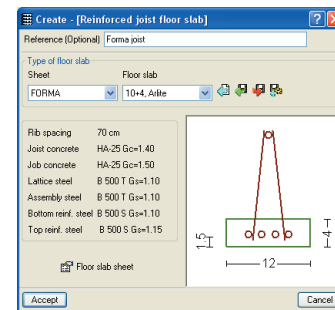 Create - [Reinforced joist floor slab]
Reference (Optional) Forma joist
Type of floor slab
Sheet Floor slab
FORMA 10+4, Arlite
Rib spacing 70 cm
Joist concrete HA-25 Gc=1.40
Job concrete HA-25 Gc=1.50
Lattice steel B 500 T Gs=1.10
Assembly steel B 500 T Gs=1.10
Bottom reinf. steel B 500 S Gs=1.10
Top reinf. steel B 500 S Gs=1.15
Floor slab sheet
1.5
4
12
Accept Cancel